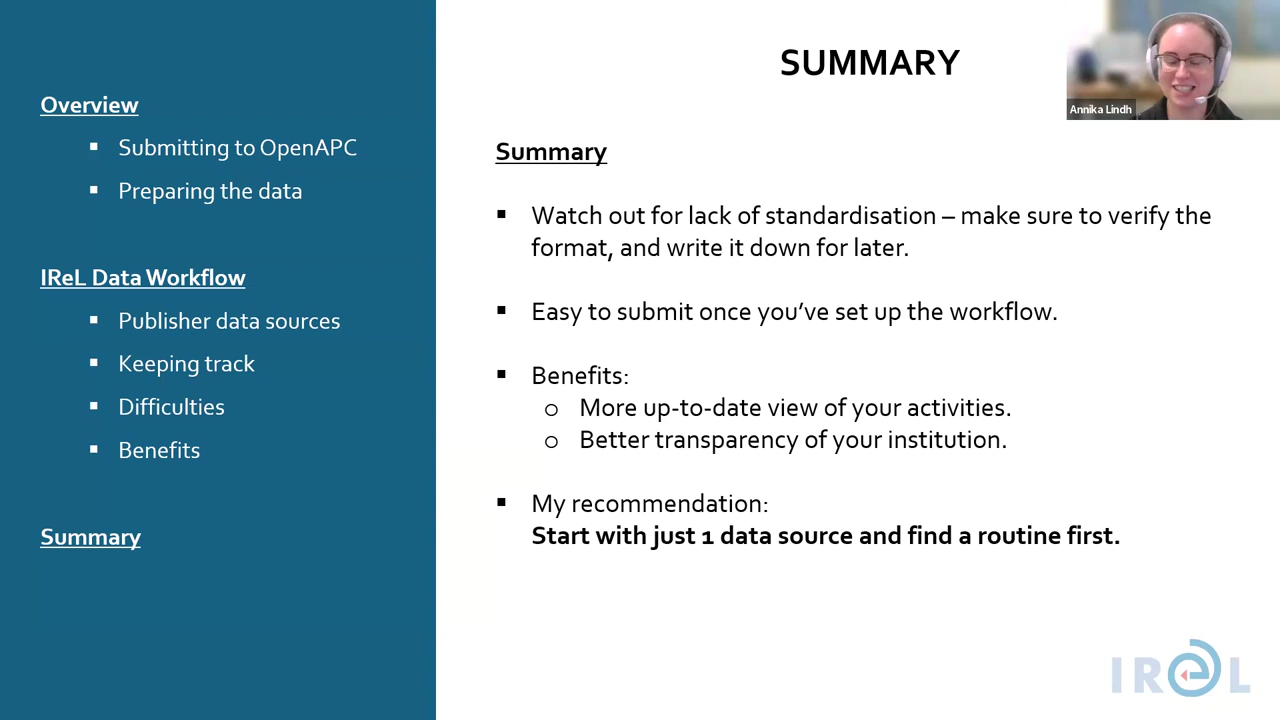 Overview
▪ Submitting to OpenAPC
▪ Preparing the data
IReL Data Workflow
▪ Publisher data sources
▪ Keeping track
▪ Difficulties
▪ Benefits
Summary
SUMMARY
Annika Lindh
Summary
▪ Watch out for lack of standardisation – make sure to verify the
format, and write it down for later.
▪ Easy to submit once you've set up the workflow.
▪ Benefits:
o More up-to-date view of your activities.
o Better transparency of your institution.
▪ My recommendation:
Start with just 1 data source and find a routine first.
IReL